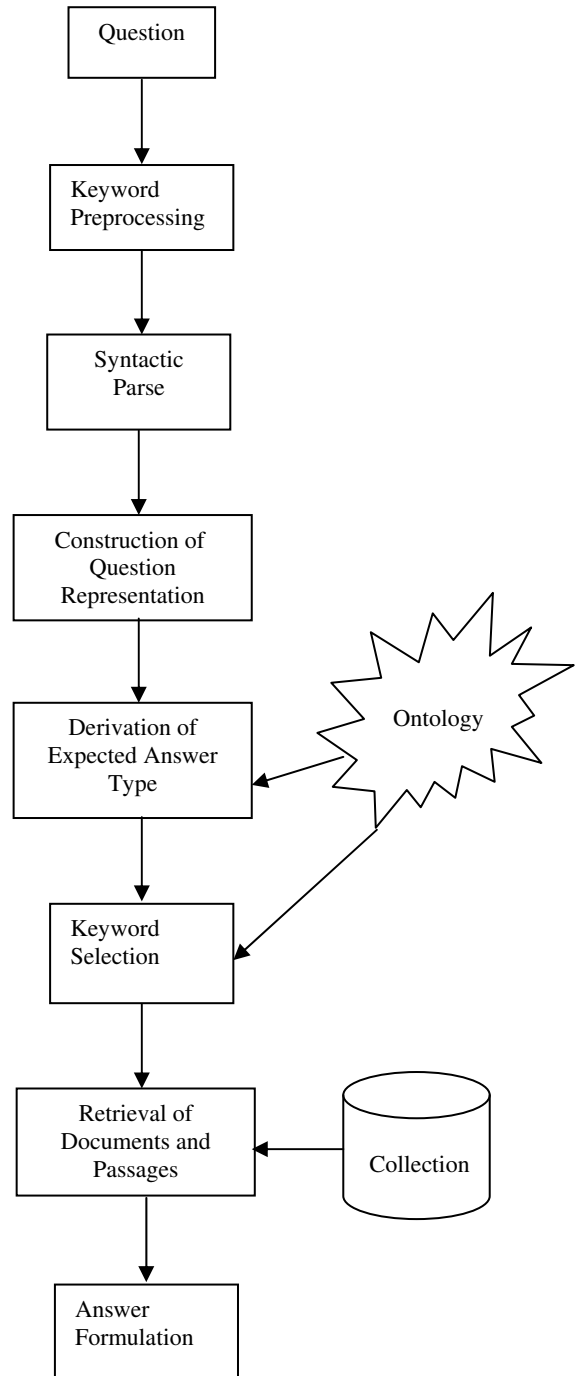 Question
Keyword
Preprocessing
Syntactic
Parse
Construction of
Question
Representation
Derivation of
Expected Answer
Type
Ontology
Keyword
Selection
Retrieval of
Documents and
Passages
Collection
Answer
Formulation